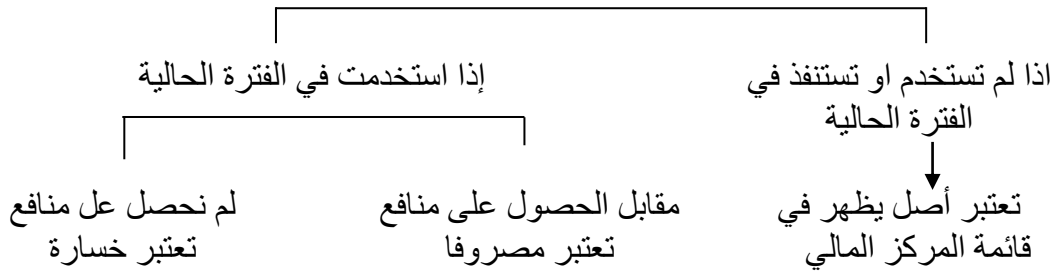 اذا لم تستخدم او تستنفذ في
الفترة الحالية
إذا استخدمت في الفترة الحالية
تعتبر أصل يظهر في
قائمة المركز المالي
مقابل الحصول على منافع
تعتبر مصروفا
لم نحصل عل منافع
تعتبر خسارة